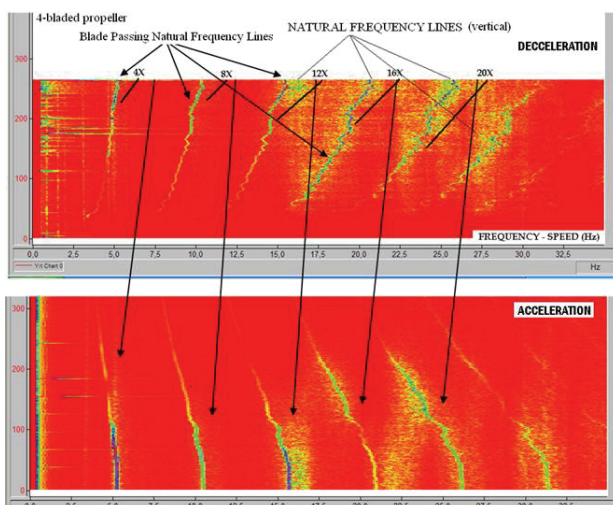 4-bladed propeller
Blade Passing Natural Frequency Lines
NATURAL FREQUENCY LINES (vertical)
DECCELERATION
4X 8X 12X 16X 20X
300
200
100
0
FREQUENCY - SPEED (Hz)
0.0 2.5 5.0 7.5 10.0 12.5 15.0 17.5 20.0 22.5 25.0 27.5 30.0 32.5
YX Chart 0
Hz
ACCELERATION
300
200
100
0